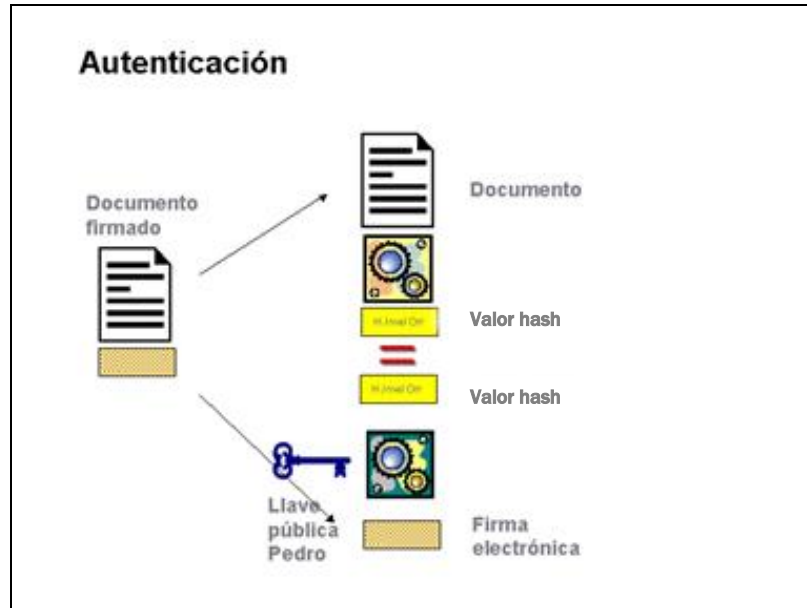 Autenticación
Documento
firmado
Documento
Valor hash
Valor hash
Llave
pública
Pedro
Firma
electrónica